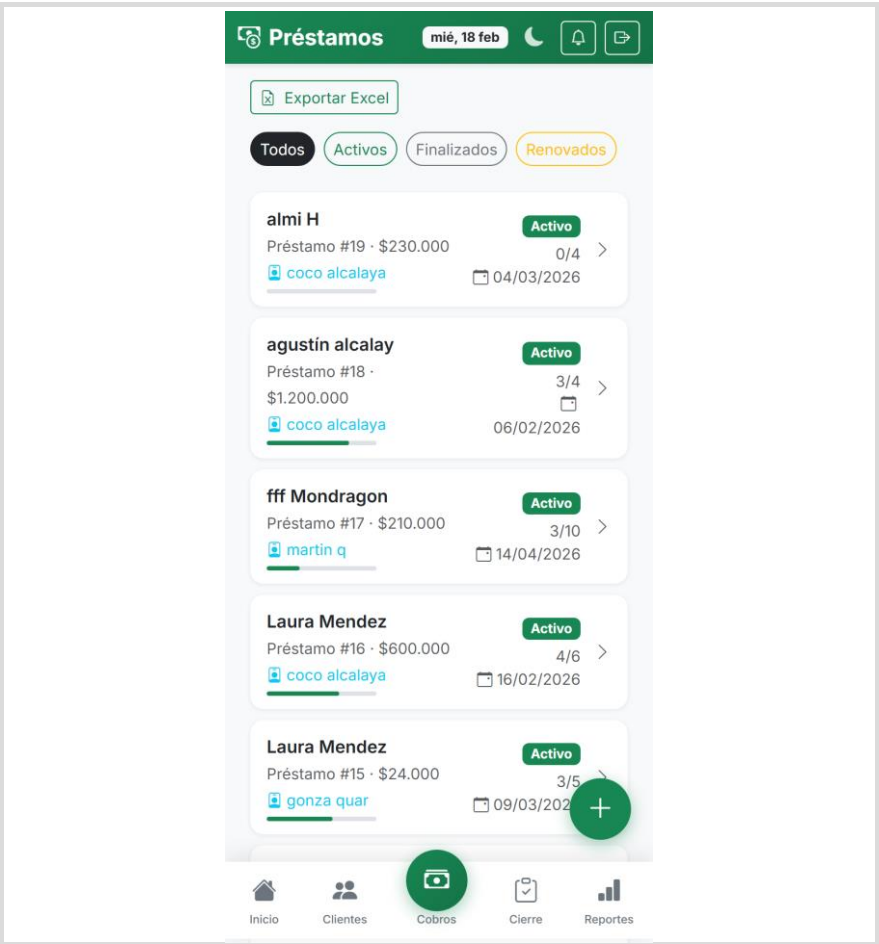 Préstamos
mié, 18 feb
Exportar Excel
Todos
Activos
Finalizados
Renovados
almi H
Activo
Préstamo #19 · $230.000
0/4
coco alcalaya
04/03/2026
agustín alcalay
Activo
Préstamo #18 ·
$1.200.000
3/4
coco alcalaya
06/02/2026
fff Mondragon
Activo
Préstamo #17 · $210.000
3/10
martin q
14/04/2026
Laura Mendez
Activo
Préstamo #16 · $600.000
4/6
coco alcalaya
16/02/2026
Laura Mendez
Activo
Préstamo #15 · $24.000
3/5
gonza quar
09/03/202
Inicio
Clientes
Cobros
Cierre
Reportes